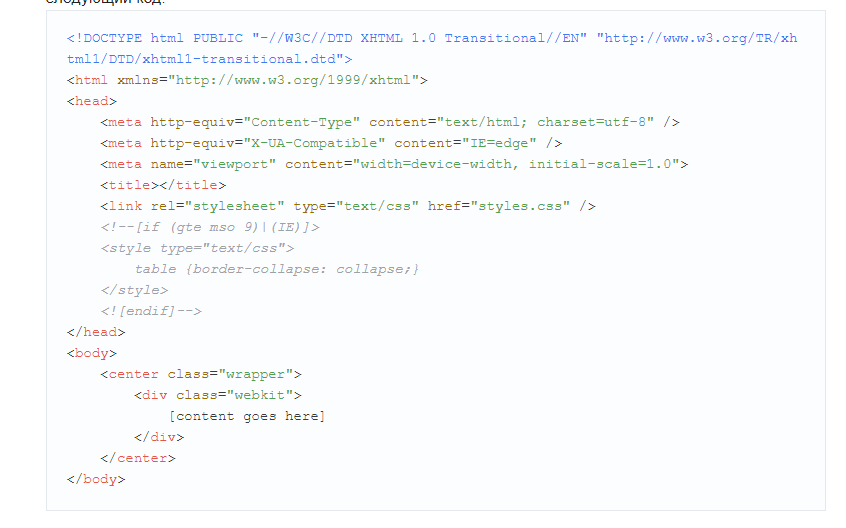 следующий код:
<!DOCTYPE html PUBLIC "-//W3C//DTD XHTML 1.0 Transitional//EN" "http://www.w3.org/TR/xh
tml1/DTD/xhtml1-transitional.dtd">
<html xmlns="http://www.w3.org/1999/xhtml">
<head>
    <meta http-equiv="Content-Type" content="text/html; charset=utf-8" />
    <meta http-equiv="X-UA-Compatible" content="IE=edge" />
    <meta name="viewport" content="width=device-width, initial-scale=1.0">
    <title></title>
    <link rel="stylesheet" type="text/css" href="styles.css" />
    <!--[if (gte mso 9)|(IE)]>
    <style type="text/css">
        table {border-collapse: collapse;}
    </style>
    <![endif]-->
</head>
<body>
    <center class="wrapper">
        <div class="webkit">
            [content goes here]
        </div>
    </center>
</body>